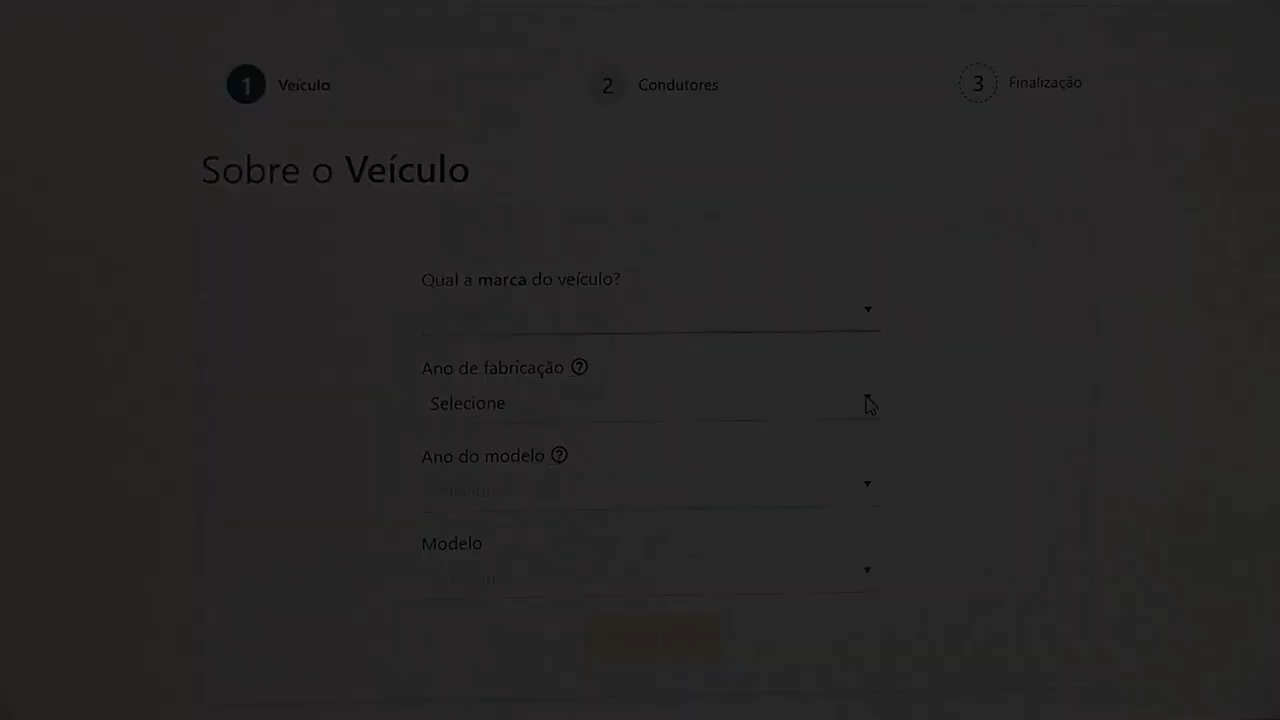 1 Veículo
2 Condutores
3 Finalização
Sobre o Veículo
Qual a marca do veículo?
Ano de fabricação ?
Selecione
Ano do modelo ?
Selecione
Modelo